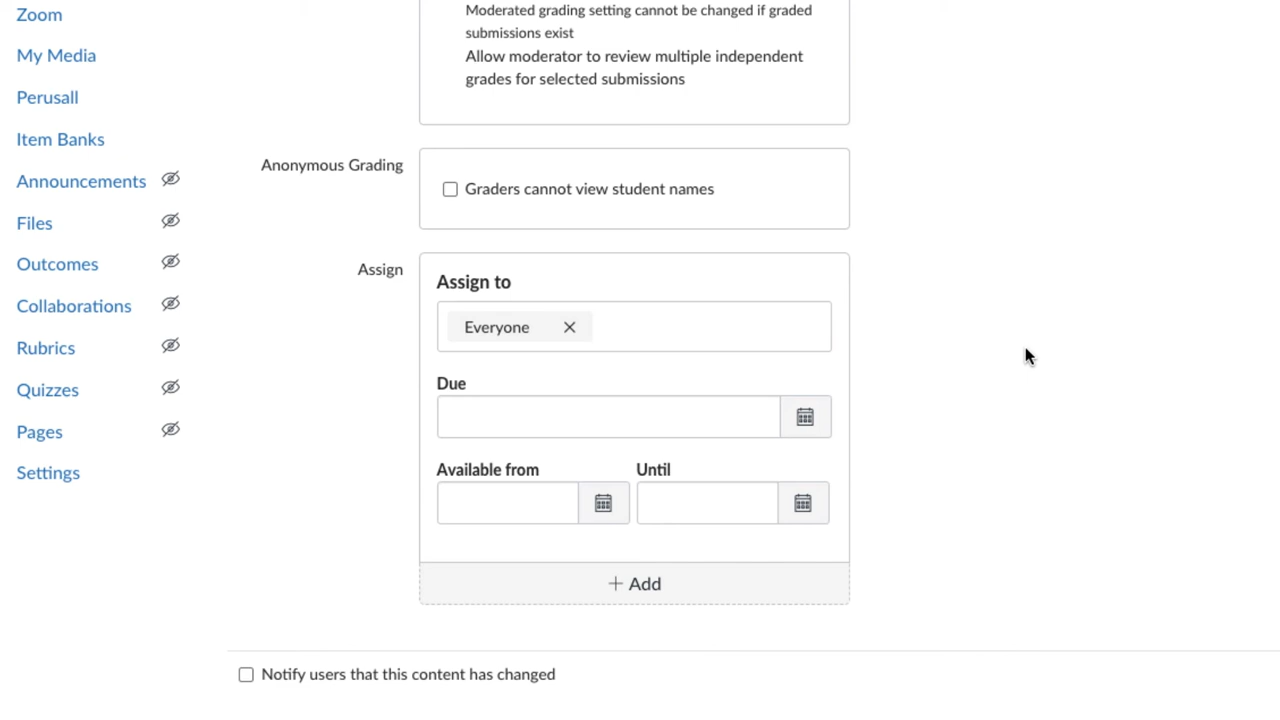 Zoom
My Media
Perusall
Item Banks
Announcements
Files
Outcomes
Collaborations
Rubrics
Quizzes
Pages
Settings
Moderated grading setting cannot be changed if graded
submissions exist
Allow moderator to review multiple independent
grades for selected submissions
Anonymous Grading
Graders cannot view student names
Assign
Assign to
Everyone
Due
Available from
Until
+ Add
Notify users that this content has changed